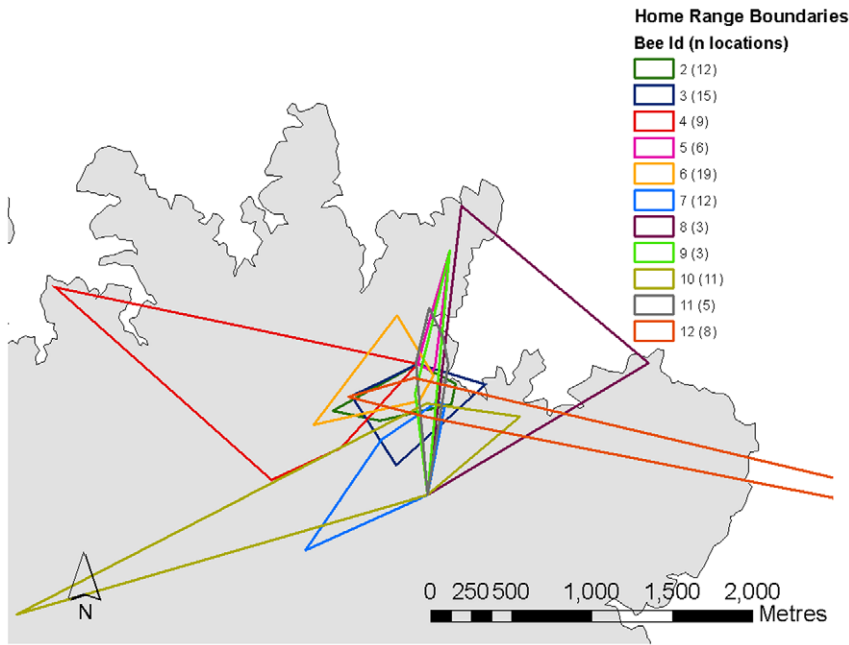 Home Range Boundaries
Bee Id (n locations)
2 (12)
3 (15)
4 (9)
5 (6)
6 (19)
7 (12)
8 (3)
9 (3)
10 (11)
11 (5)
12 (8)
N
0 250 500 1,000 1,500 2,000
Metres